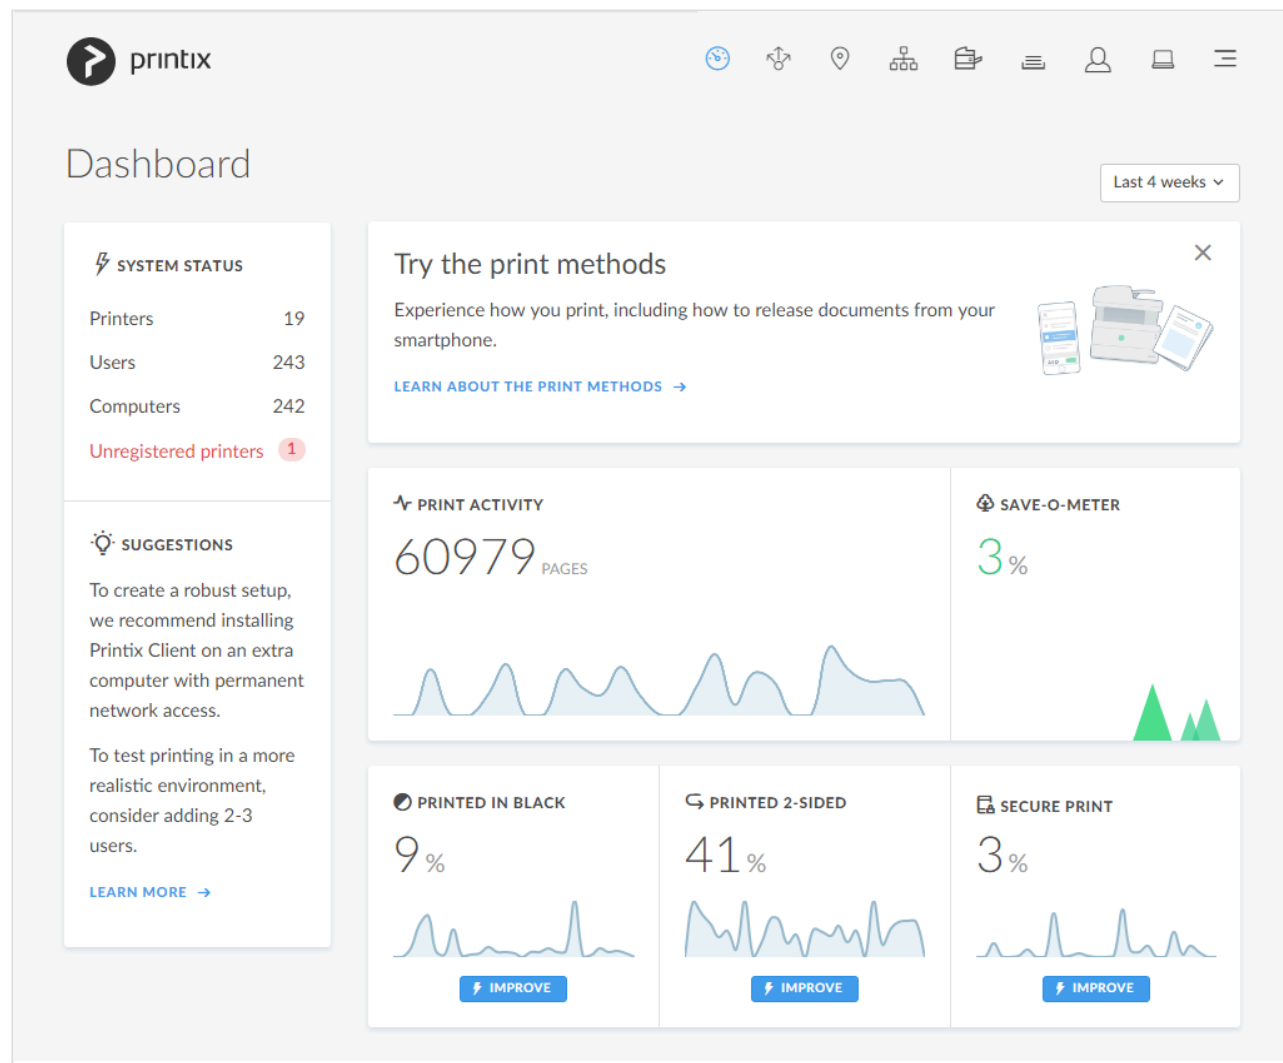 printix
Dashboard
Last 4 weeks
SYSTEM STATUS
Printers 19
Users 243
Computers 242
Unregistered printers 1
SUGGESTIONS
To create a robust setup,
we recommend installing
Printix Client on an extra
computer with permanent
network access.
To test printing in a more
realistic environment,
consider adding 2-3
users.
LEARN MORE →
Try the print methods
Experience how you print, including how to release documents from your
smartphone.
LEARN ABOUT THE PRINT METHODS →
PRINT ACTIVITY
60979 PAGES
SAVE-O-METER
3 %
PRINTED IN BLACK
9 %
IMPROVE
PRINTED 2-SIDED
41 %
IMPROVE
SECURE PRINT
3 %
IMPROVE